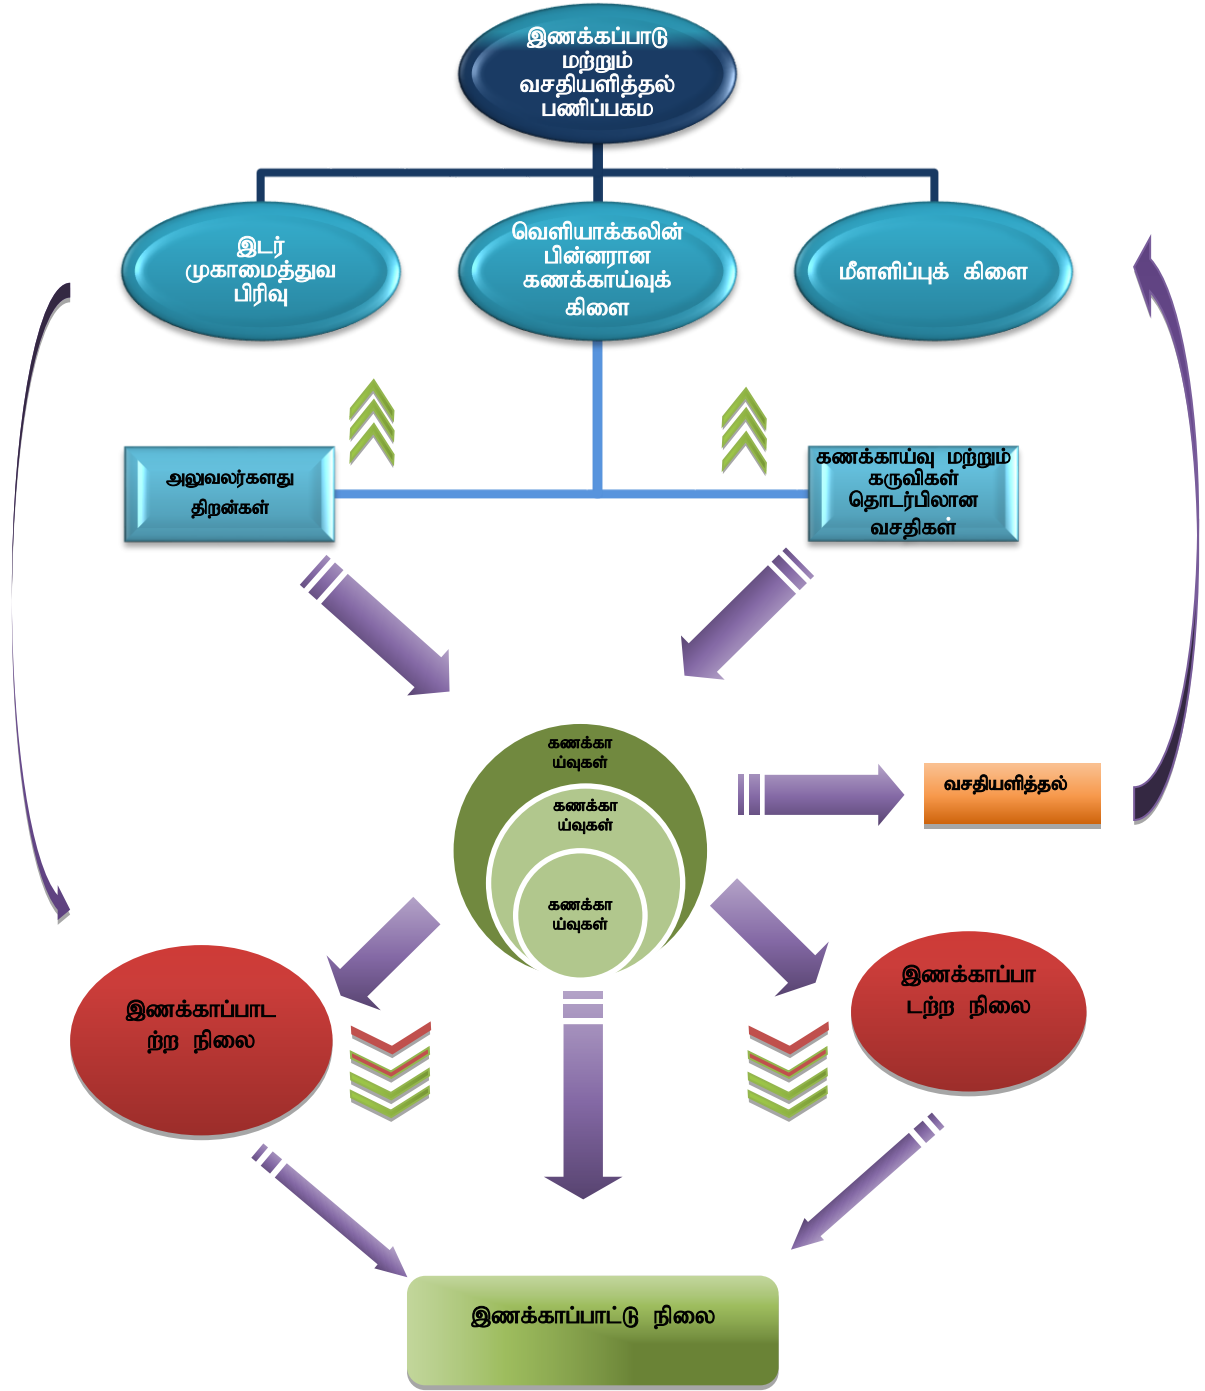 இணக்கப்பாடு
மற்றும்
வசதியளித்தல்
பணிப்பகம
இடர்
முகாமைத்துவ
பிரிவு
வெளியாக்கலின்
பின்னரான
கணக்காய்வுக்
கிளை
மீளளிப்புக் கிளை
அலுவலர்களது
திறன்கள்
கணக்காய்வு மற்றும்
கருவிகள்
தொடர்பிலான
வசதிகள்
கணக்கா
ய்வுகள்
கணக்கா
ய்வுகள்
கணக்கா
ய்வுகள்
வசதியளித்தல்
இணக்காப்பாட
ற்ற நிலை
இணக்காப்பா
டற்ற நிலை
இணக்காப்பாட்டு நிலை